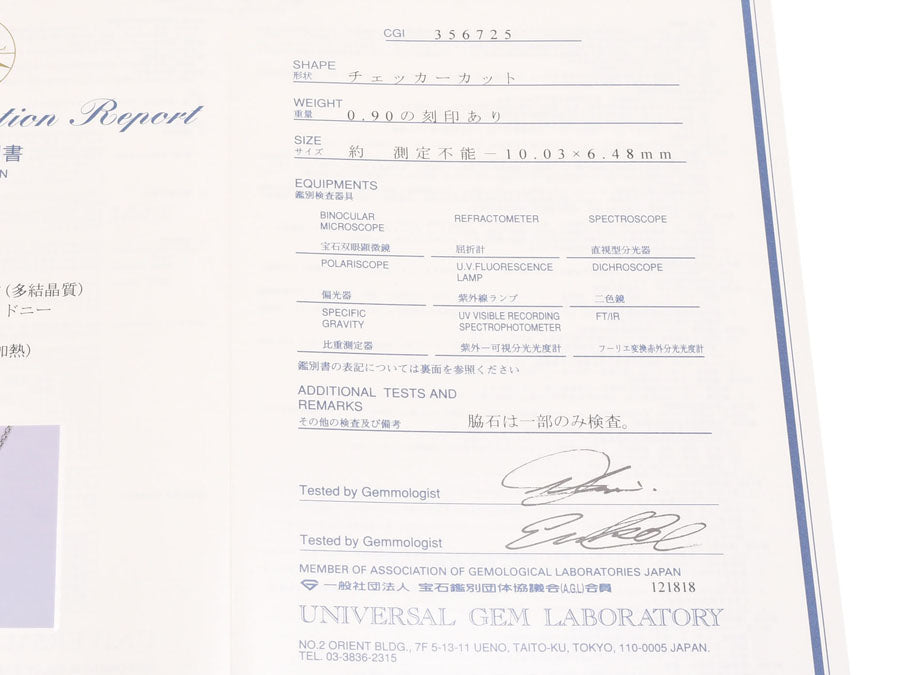 tion Report
書
N
(多結晶質)
ドニー
加熱)
CGI 356725
SHAPE
形状 チェッカーカット
WEIGHT
重量 0.90の刻印あり
SIZE
サイズ 約 測定不能－10.03×6.48mm
EQUIPMENTS
鑑別検査器具
BINOCULAR MICROSCOPE REFRACTOMETER SPECTROSCOPE
宝石双眼顕微鏡 屈折計 直視型分光器
POLARISCOPE U.V.FLUORESCENCE LAMP DICHROSCOPE
偏光器 紫外線ランプ 二色鏡
SPECIFIC GRAVITY UV VISIBLE RECORDING SPECTROPHOTOMETER FT/IR
比重測定器 紫外一可視分光光度計 フーリエ変換赤外分光光度計
鑑別書の表記については裏面を参照ください
ADDITIONAL TESTS AND
REMARKS
その他の検査及び備考 脇石は一部のみ検査。
Tested by Gemmologist
Tested by Gemmologist
MEMBER OF ASSOCIATION OF GEMOLOGICAL LABORATORIES JAPAN
一般社団法人 宝石鑑別団体協議会(A.G.L)会員 121818
UNIVERSAL GEM LABORATORY
NO.2 ORIENT BLDG., 7F 5-13-11 UENO, TAITO-KU, TOKYO, 110-0005 JAPAN.
TEL. 03-3836-2315